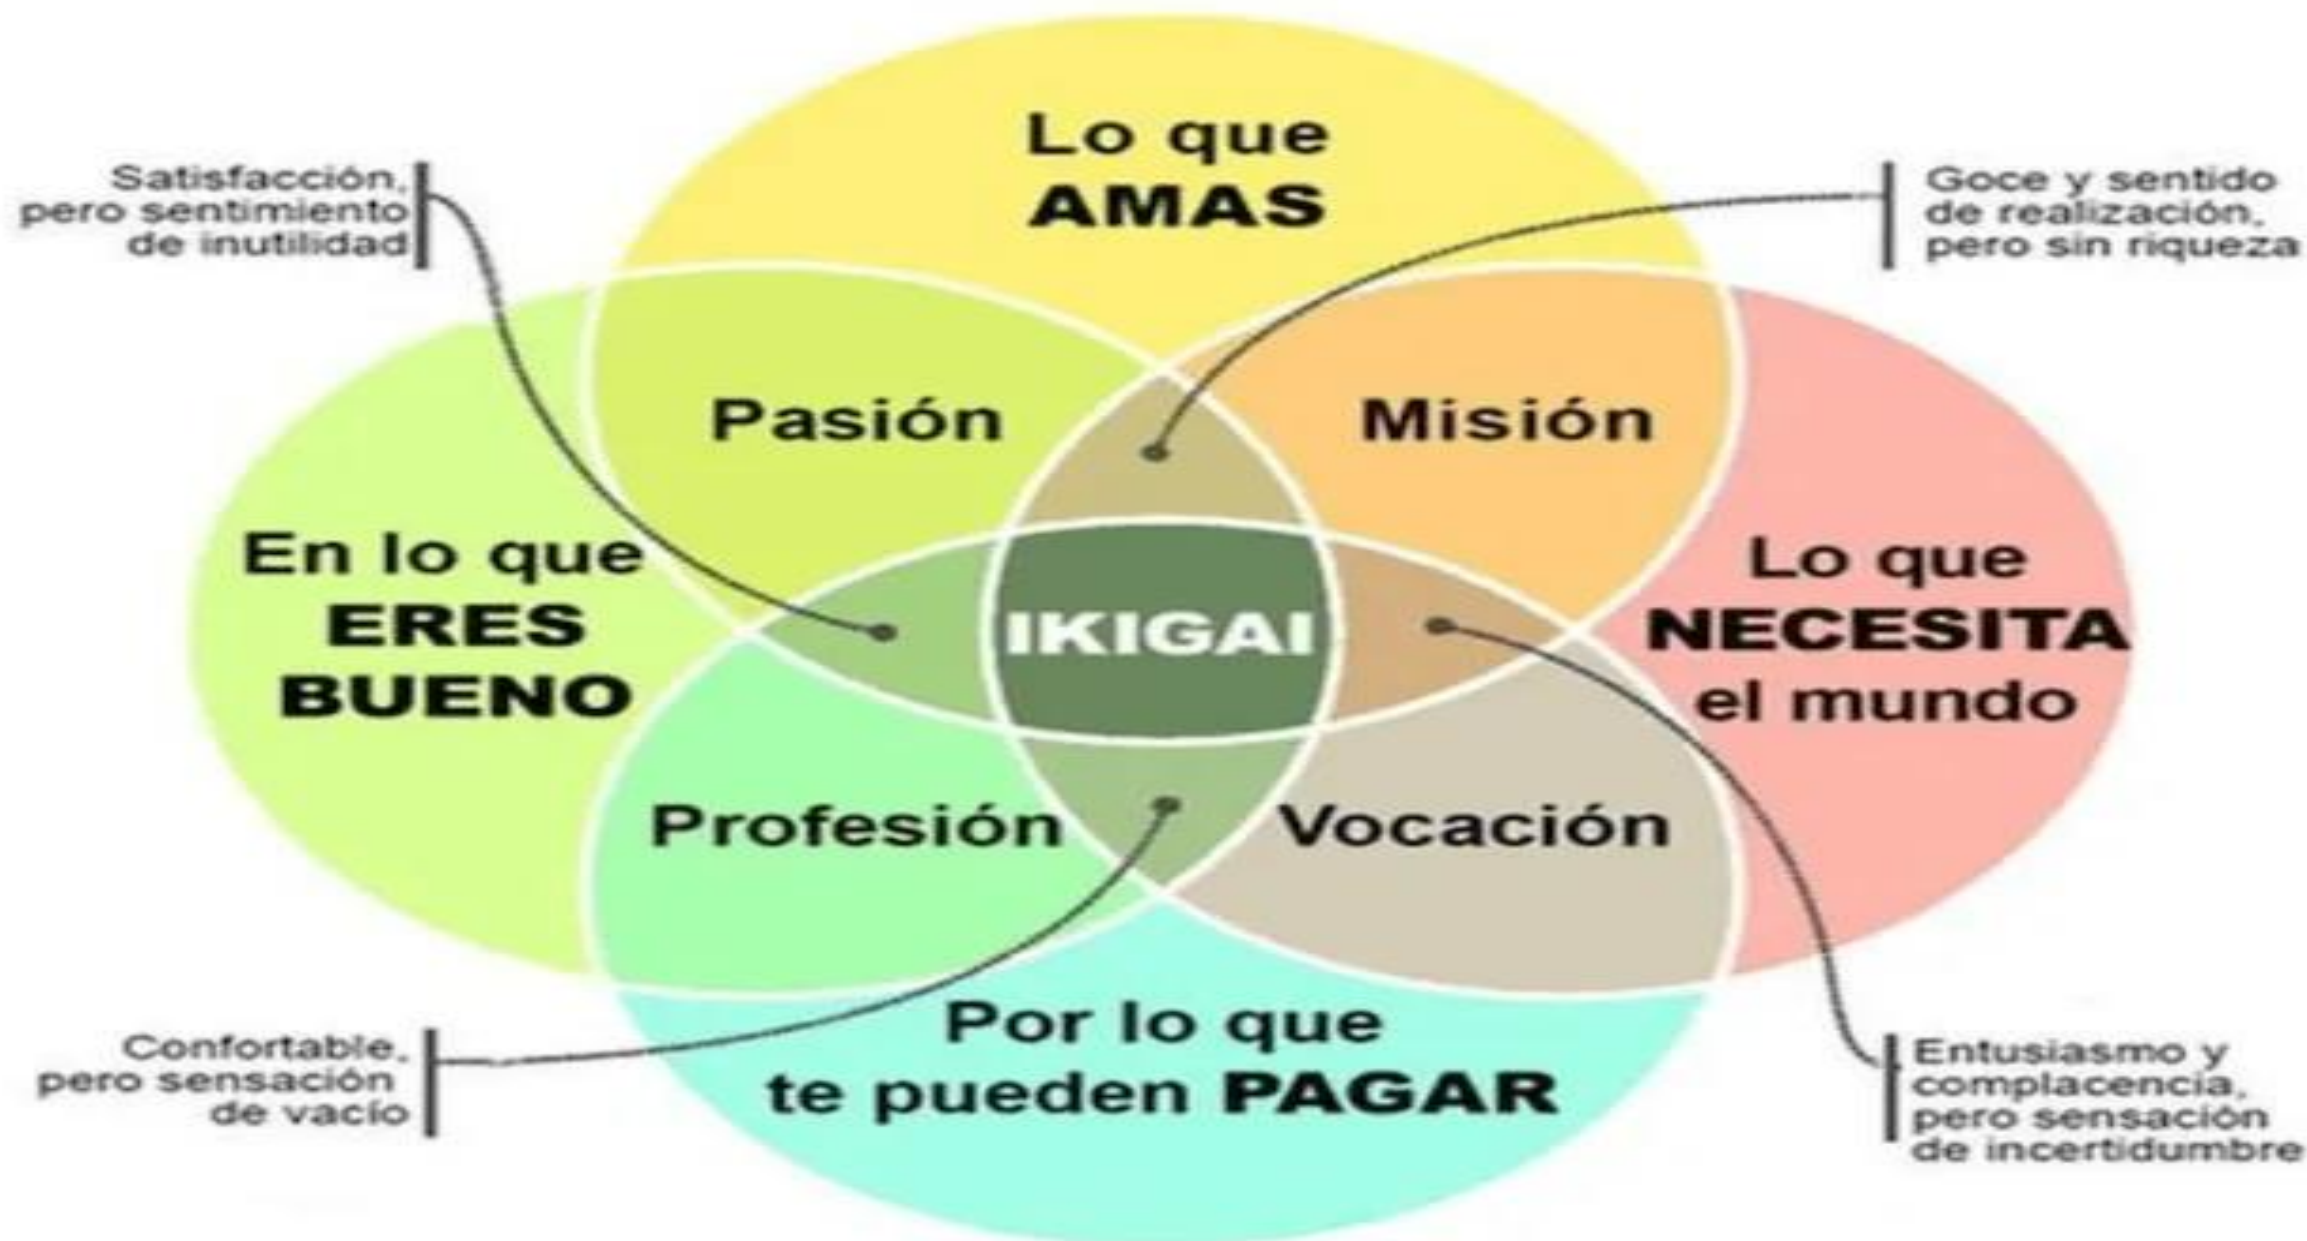 Lo que
AMAS
Satisfacción,
pero sentimiento
de inutilidad
Goce y sentido
de realización,
pero sin riqueza
Pasión
Misión
En lo que
ERES
BUENO
IKIGAI
Lo que
NECESITA
el mundo
Profesión
Vocación
Por lo que
te pueden PAGAR
Confortable,
pero sensación
de vacío
Entusiasmo y
complacencia,
pero sensación
de incertidumbre